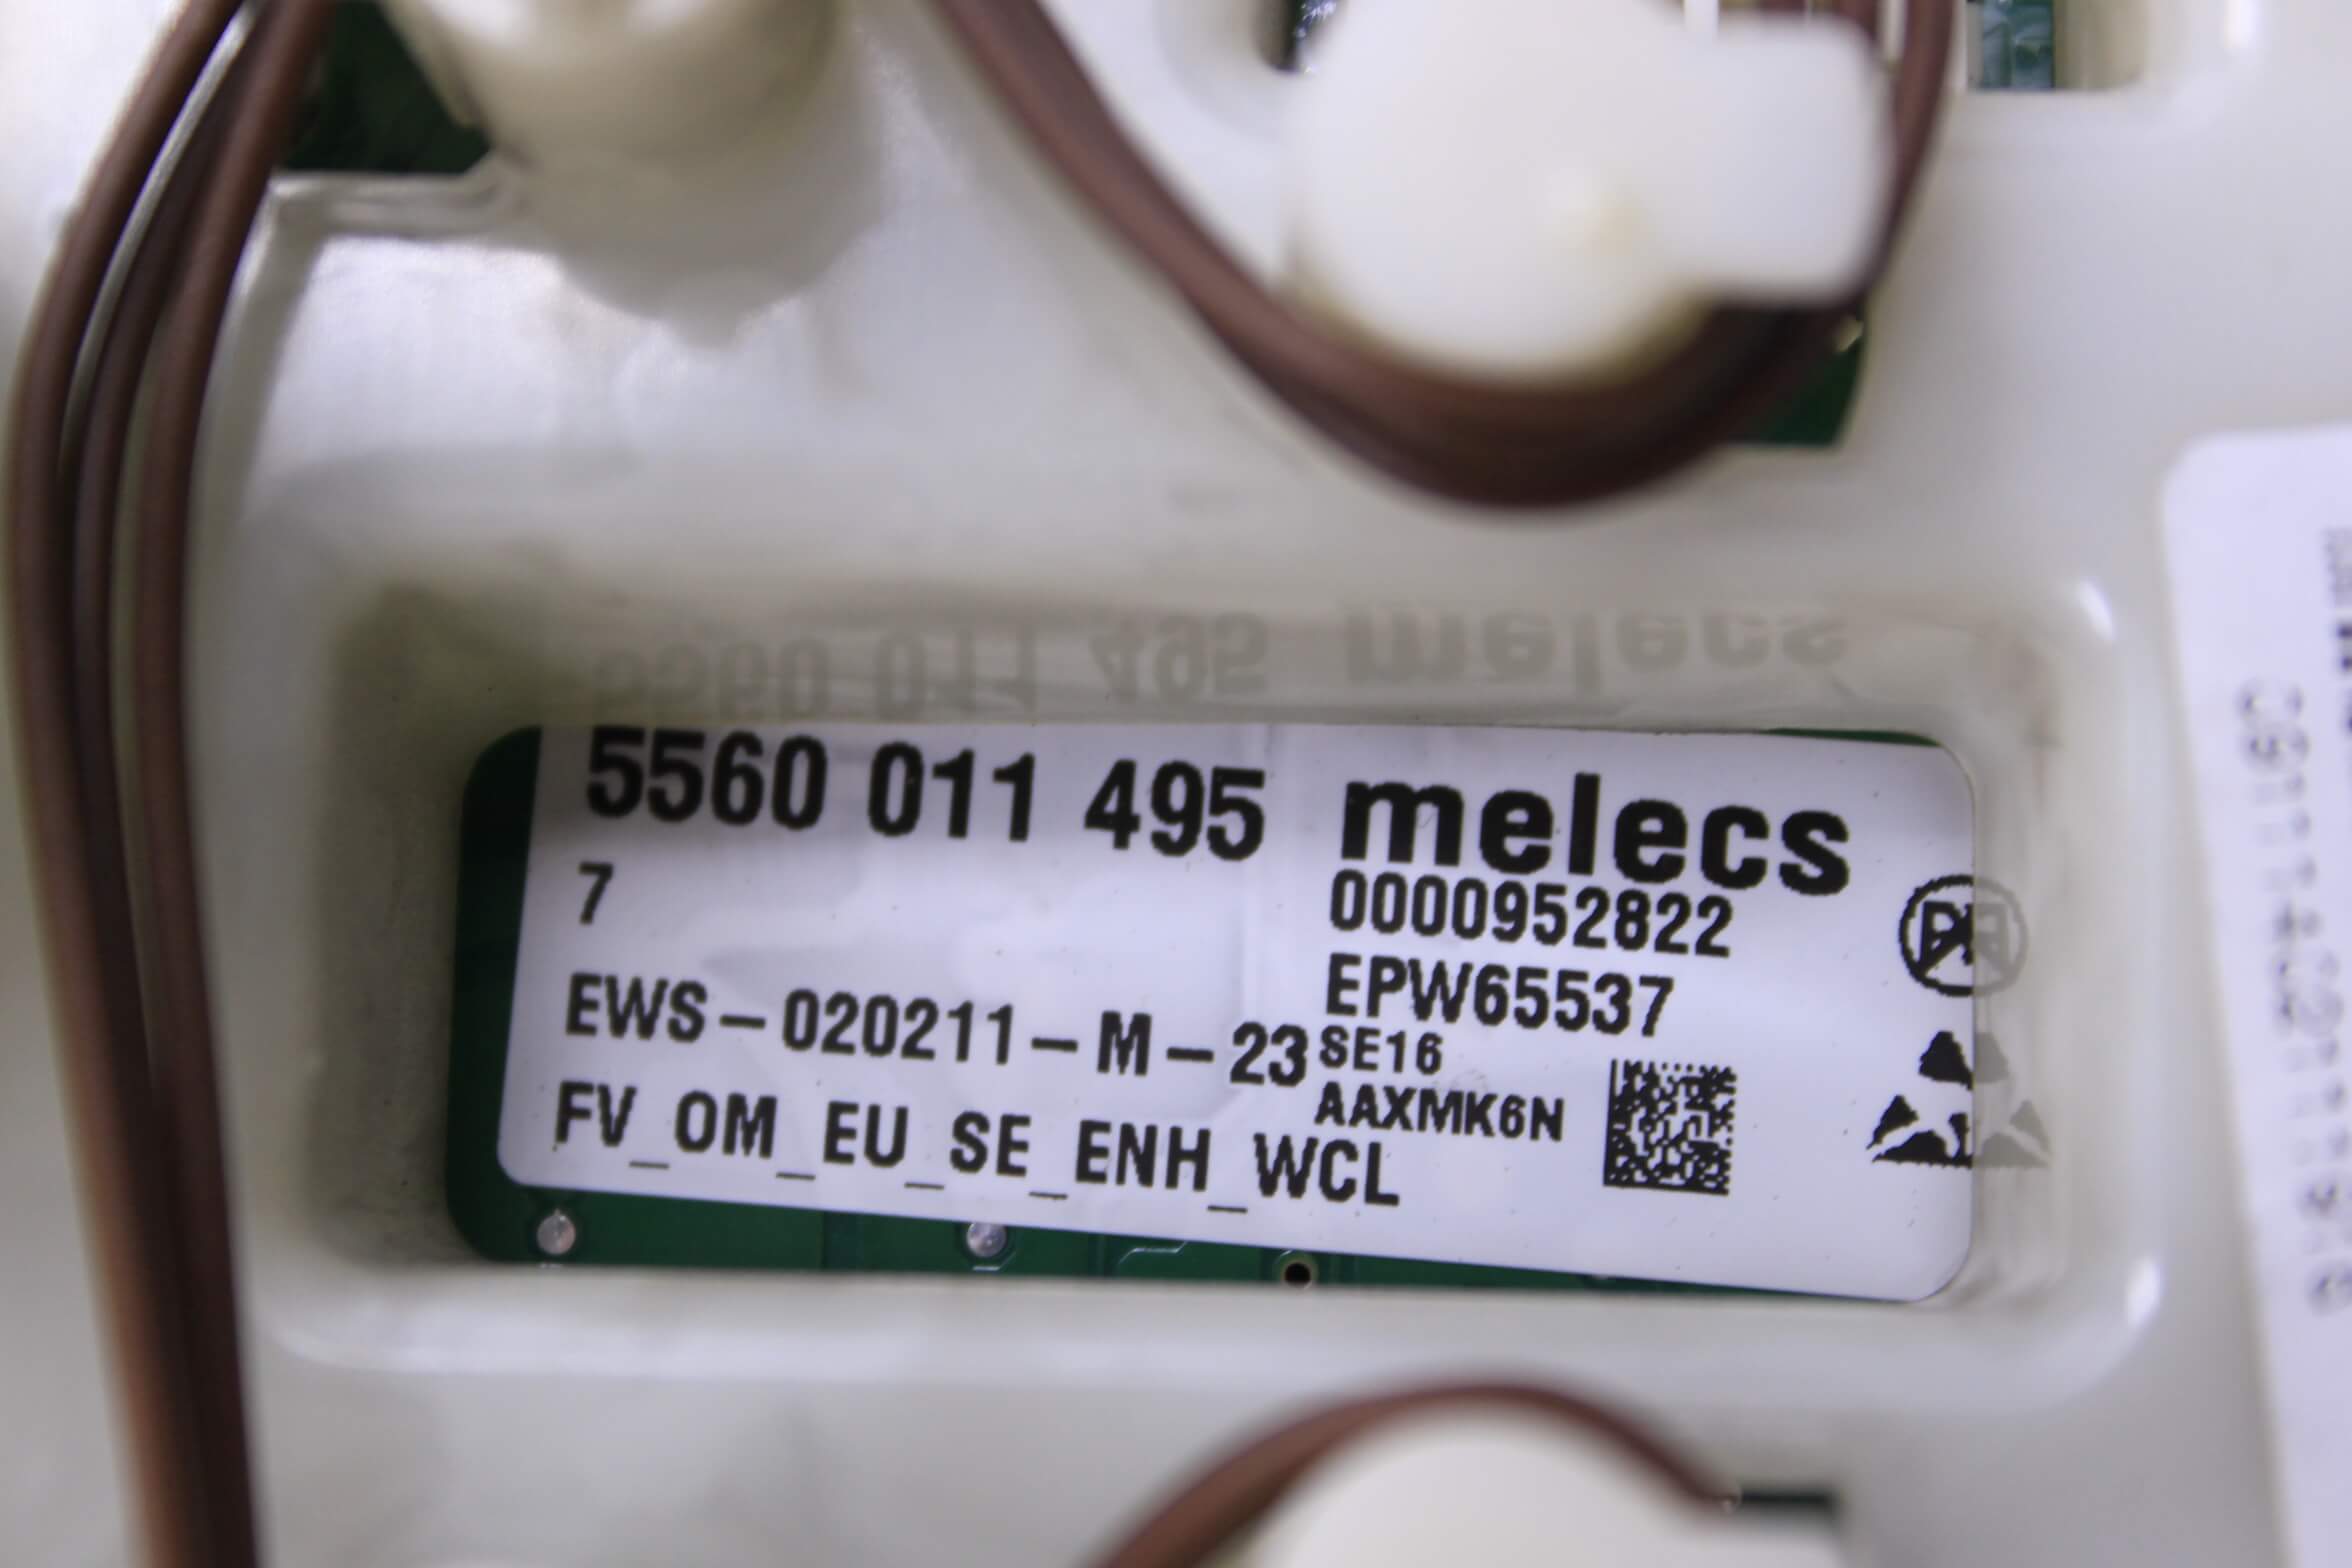 5560 011 495 melecs
7
0000952822
EPW65537
EWS-020211-M-23
SE16
AAXMK6N
FV_OM_EU_SE_ENH_WCL